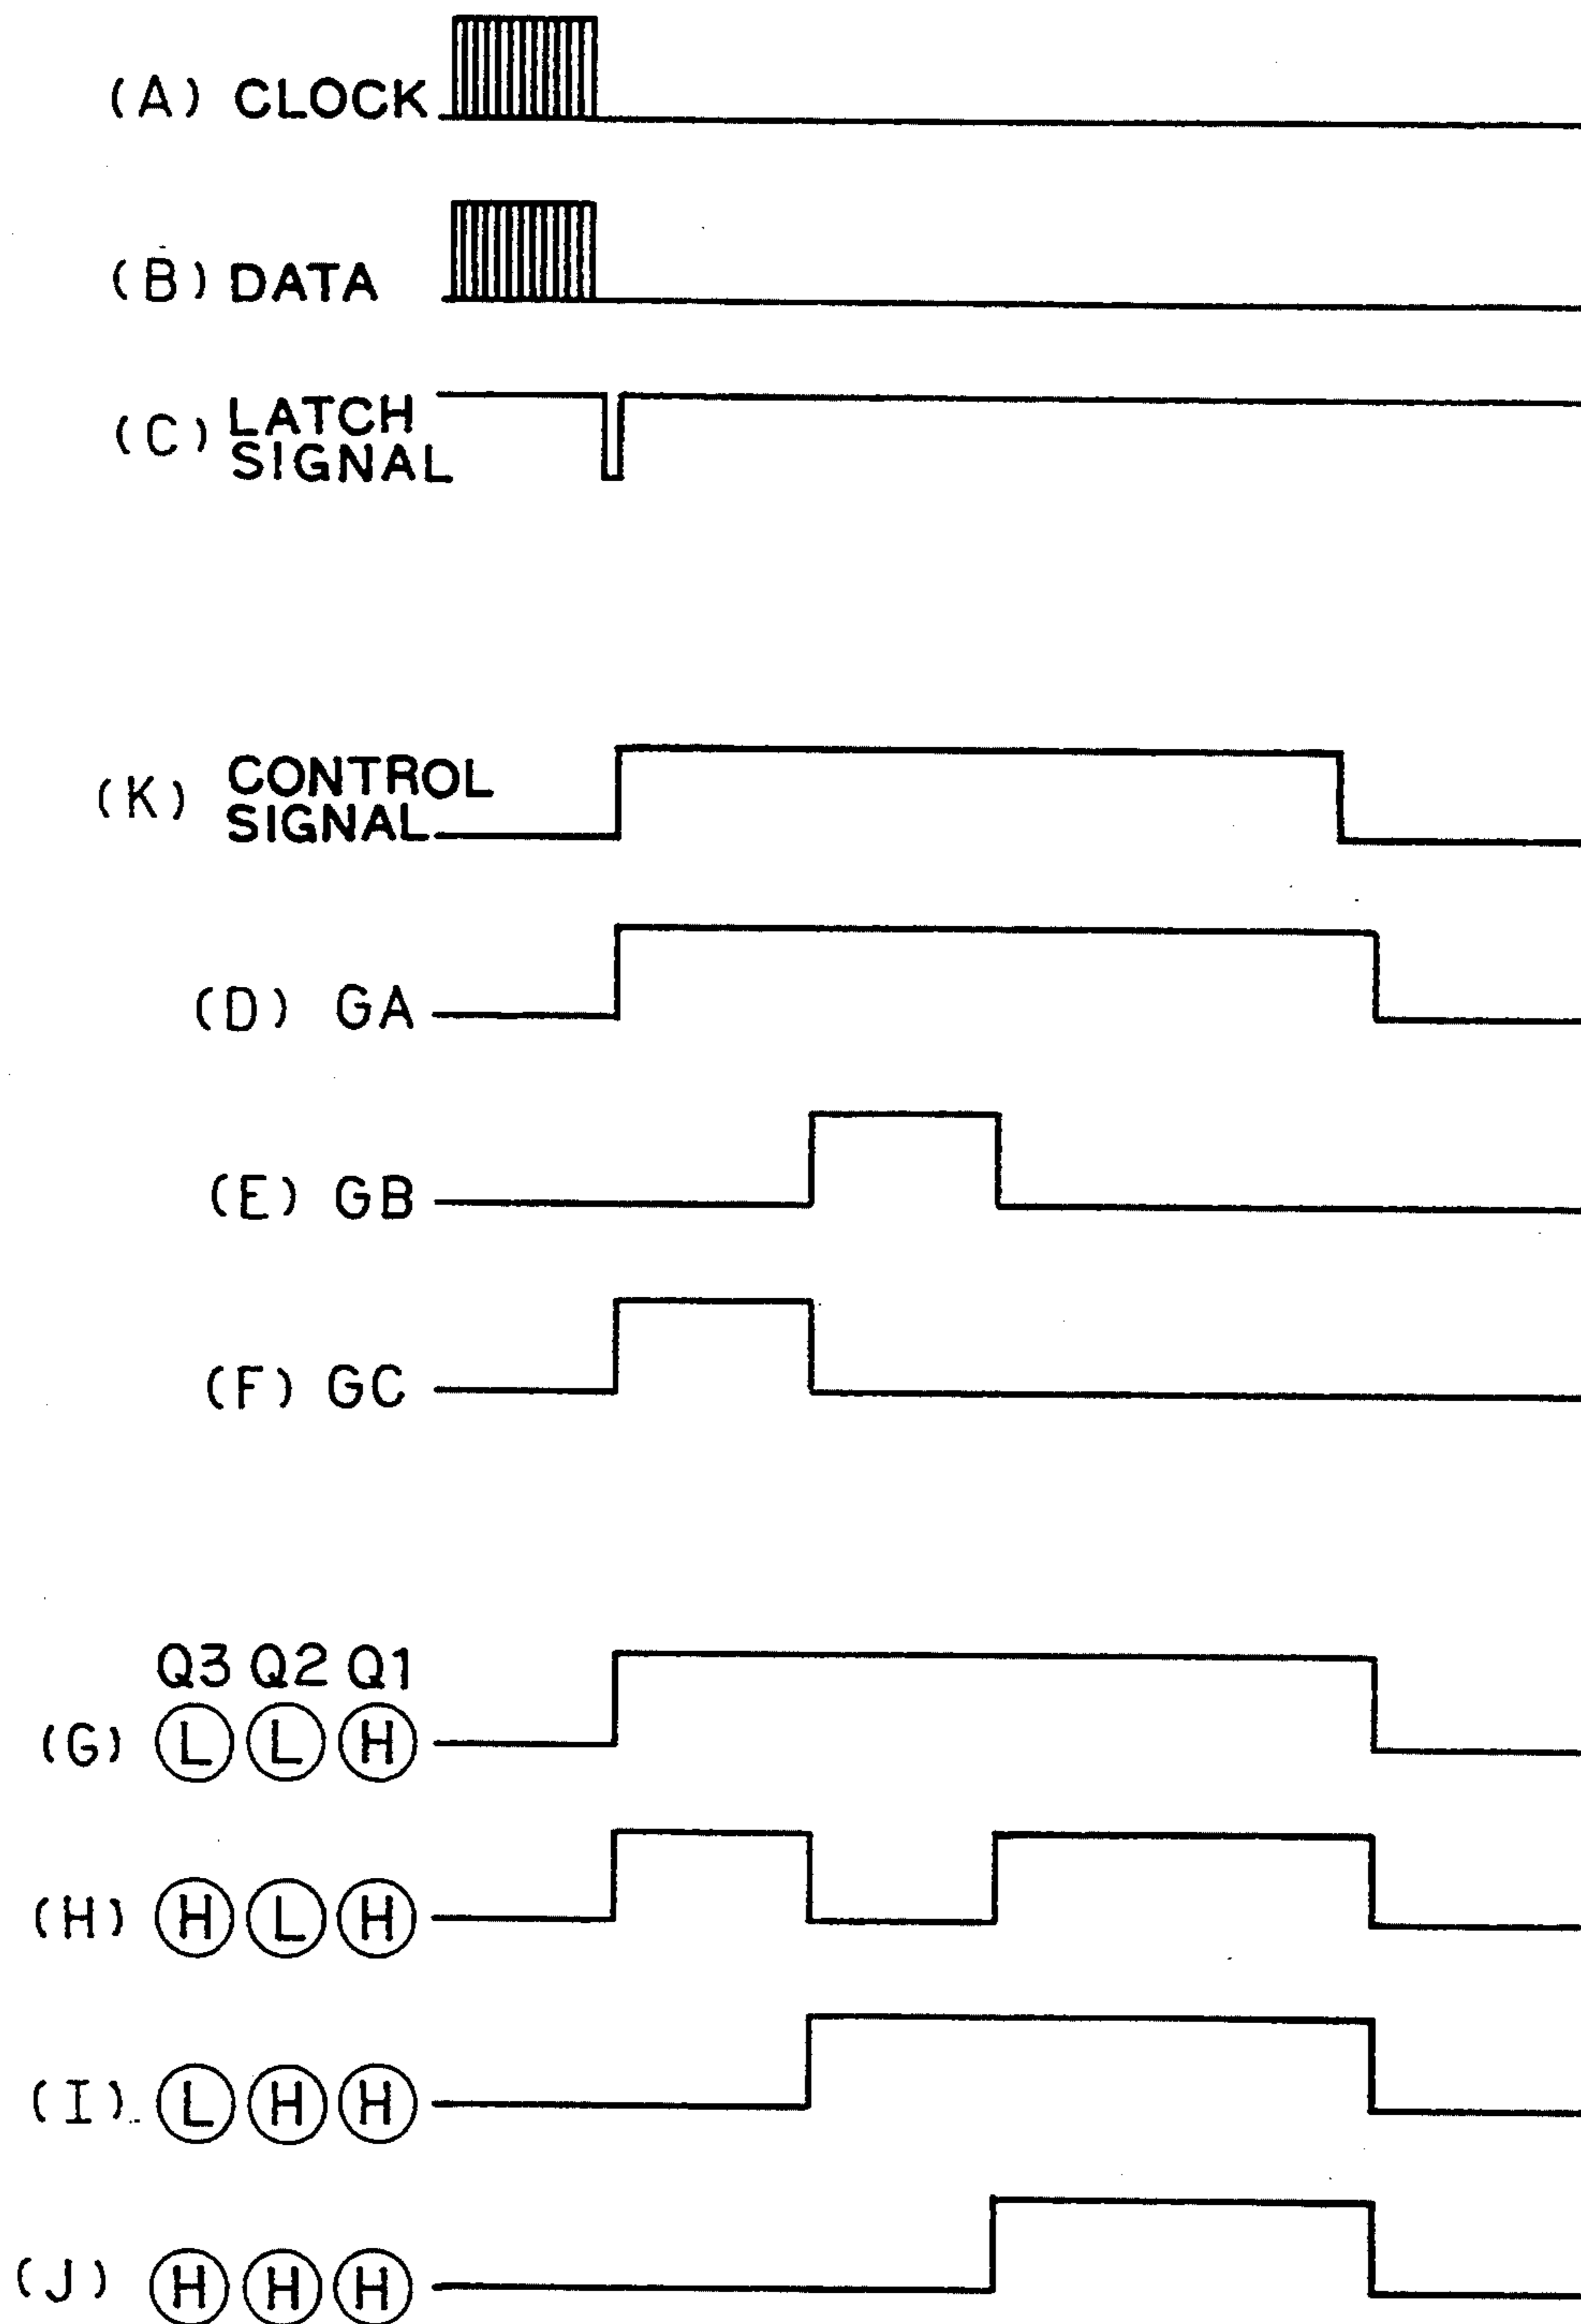 (A) CLOCK
(B) DATA
(C) LATCH
SIGNAL
(K) CONTROL
SIGNAL
(D) GA
(E) GB
(F) GC
Q3 Q2 Q1
(G) L L H
(H) H L H
(I) L H H
(J) H H H